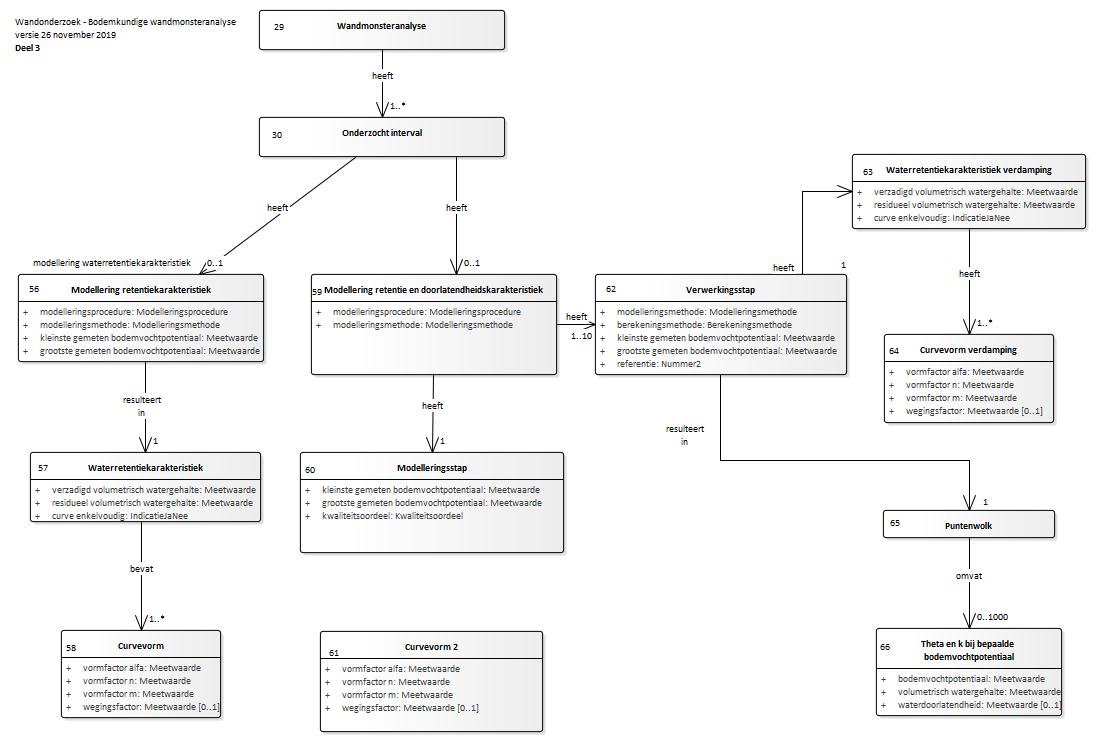 Wandonderzoek - Bodemkundige wandmonsteranalyse
versie 26 november 2019
Deel 3
29 Wandmonsteranalyse
heeft
1..*
30 Onderzocht interval
heeft
heeft
modellering waterretentiekarakteristiek
0..1
0..1
56 Modellering retentiekarakteristiek
+ modelleringsprocedure: Modelleringsprocedure
+ modelleringsmethode: Modelleringsmethode
+ kleinste gemeten bodemvochtpotentiaal: Meetwaarde
+ grootste gemeten bodemvochtpotentiaal: Meetwaarde
59 Modellering retentie en doorlatendheidskarakteristiek
+ modelleringsprocedure: Modelleringsprocedure
+ modelleringsmethode: Modelleringsmethode
heeft
1..10
62 Verwerkingsstap
+ modelleringsmethode: Modelleringsmethode
+ berekeningsmethode: Berekeningsmethode
+ kleinste gemeten bodemvochtpotentiaal: Meetwaarde
+ grootste gemeten bodemvochtpotentiaal: Meetwaarde
+ referentie: Nummer2
heeft
1
63 Waterretentiekarakteristiek verdamping
+ verzadigd volumetrisch watergehalte: Meetwaarde
+ residueel volumetrisch watergehalte: Meetwaarde
+ curve enkelvoudig: IndicatieJaNee
heeft
1..*
64 Curvevorm verdamping
+ vormfactor alfa: Meetwaarde
+ vormfactor n: Meetwaarde
+ vormfactor m: Meetwaarde
+ wegingsfactor: Meetwaarde [0..1]
resulteert
in
1
57 Waterretentiekarakteristiek
+ verzadigd volumetrisch watergehalte: Meetwaarde
+ residueel volumetrisch watergehalte: Meetwaarde
+ curve enkelvoudig: IndicatieJaNee
heeft
1
60 Modelleringsstap
+ kleinste gemeten bodemvochtpotentiaal: Meetwaarde
+ grootste gemeten bodemvochtpotentiaal: Meetwaarde
+ kwaliteitsoordeel: Kwaliteitsoordeel
resulteert
in
1
65 Puntenwolk
bevat
1..*
58 Curvevorm
+ vormfactor alfa: Meetwaarde
+ vormfactor n: Meetwaarde
+ vormfactor m: Meetwaarde
+ wegingsfactor: Meetwaarde [0..1]
61 Curvevorm 2
+ vormfactor alfa: Meetwaarde
+ vormfactor n: Meetwaarde
+ vormfactor m: Meetwaarde
+ wegingsfactor: Meetwaarde [0..1]
omvat
0..1000
66 Theta en k bij bepaalde
bodemvochtpotentiaal
+ bodemvochtpotentiaal: Meetwaarde
+ volumetrisch watergehalte: Meetwaarde
+ waterdoorlatendheid: Meetwaarde [0..1]